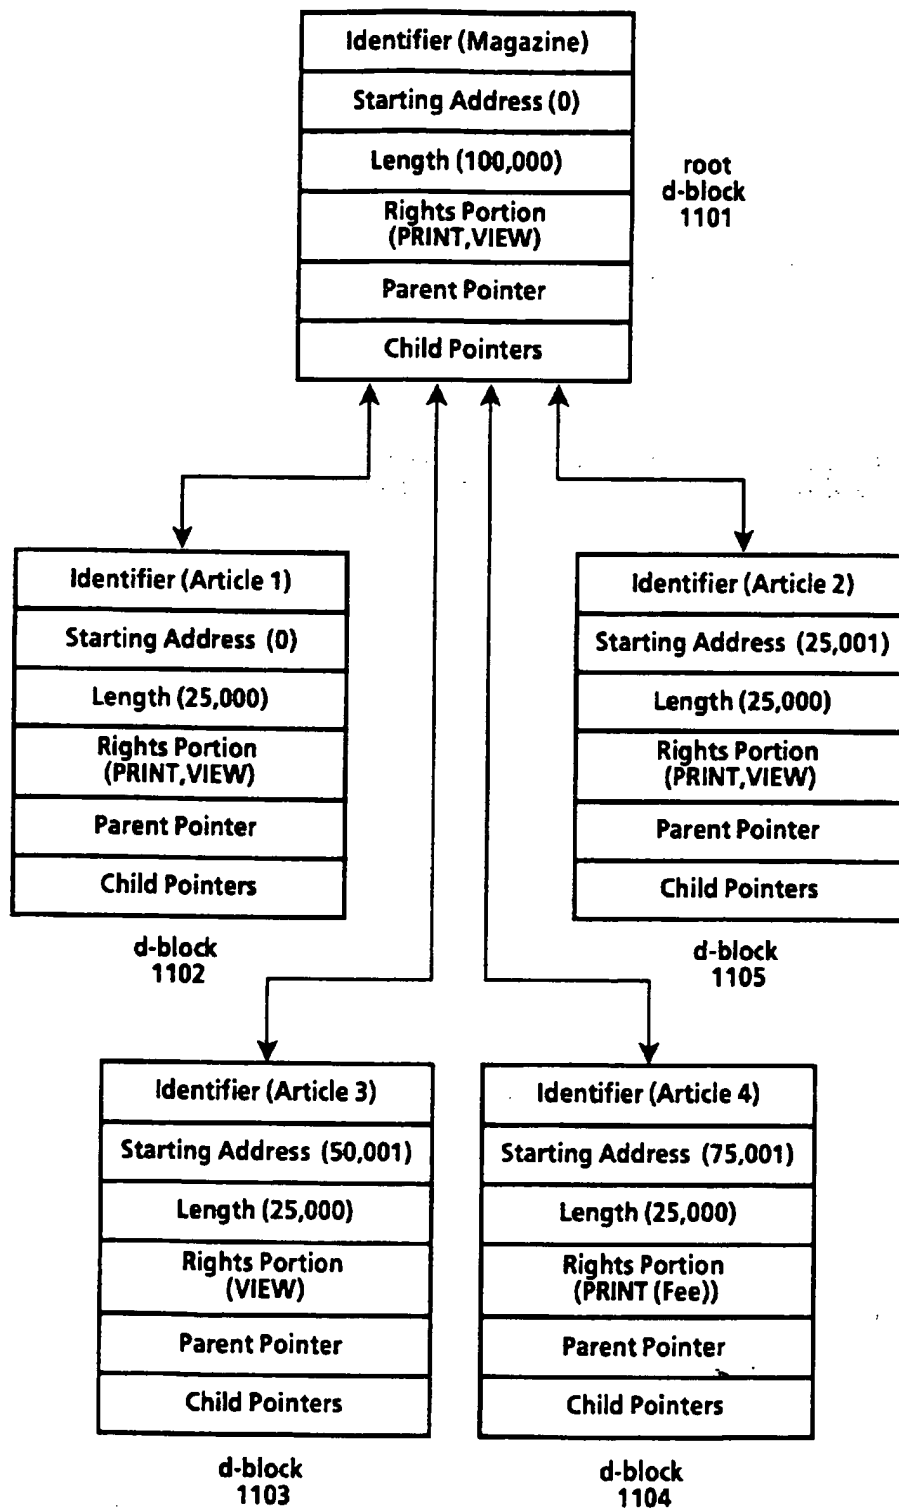 Identifier (Magazine)
Starting Address (0)
Length (100,000)
Rights Portion
(PRINT,VIEW)
Parent Pointer
Child Pointers
root
d-block
1101
Identifier (Article 1)
Starting Address (0)
Length (25,000)
Rights Portion
(PRINT,VIEW)
Parent Pointer
Child Pointers
d-block
1102
Identifier (Article 2)
Starting Address (25,001)
Length (25,000)
Rights Portion
(PRINT,VIEW)
Parent Pointer
Child Pointers
d-block
1105
Identifier (Article 3)
Starting Address (50,001)
Length (25,000)
Rights Portion
(VIEW)
Parent Pointer
Child Pointers
d-block
1103
Identifier (Article 4)
Starting Address (75,001)
Length (25,000)
Rights Portion
(PRINT (Fee))
Parent Pointer
Child Pointers
d-block
1104